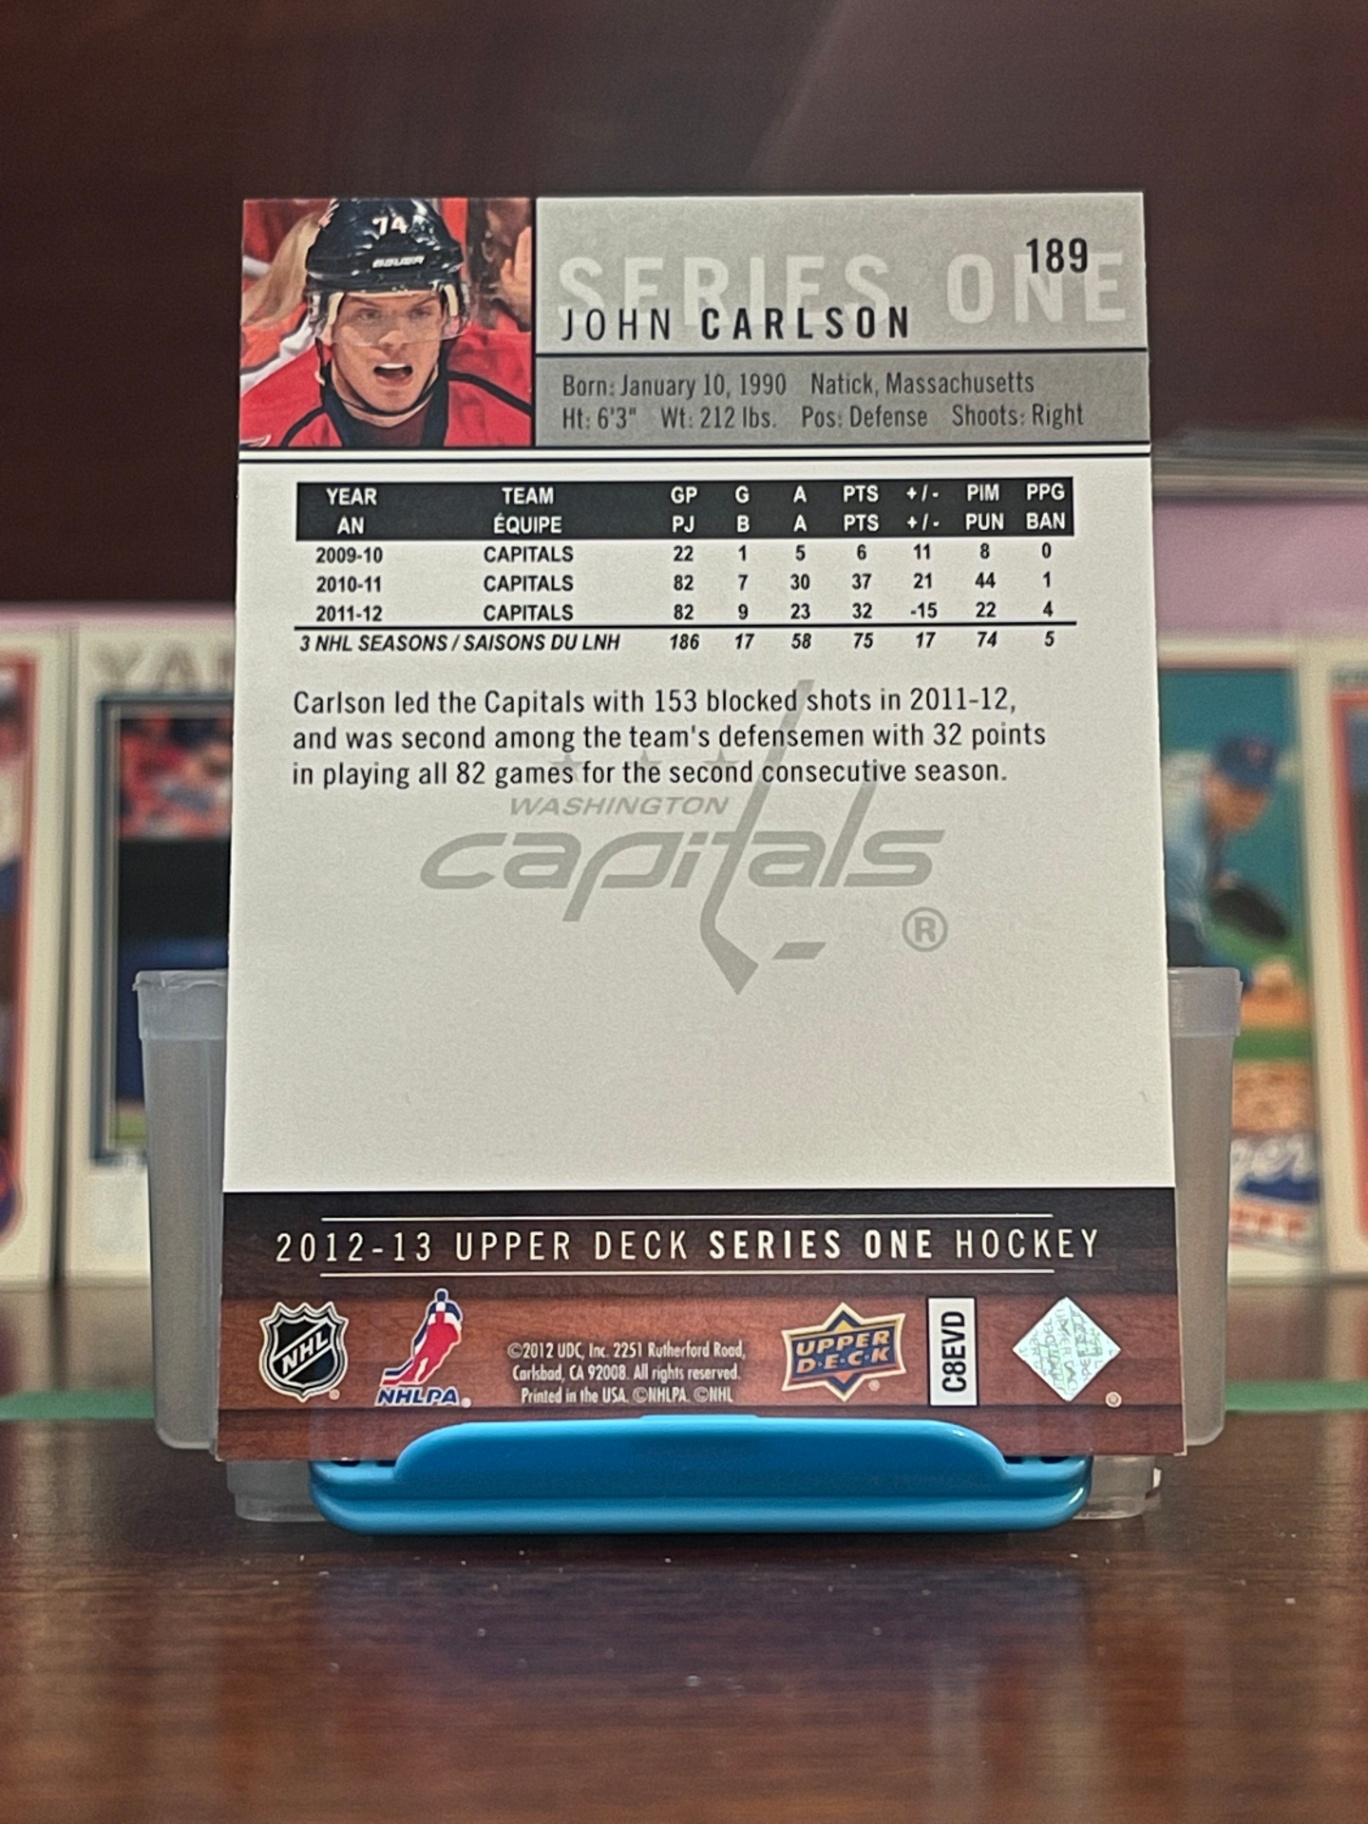 74
BAUER
SERIES ONE
189
JOHN CARLSON
Born: January 10, 1990 Natick, Massachusetts
Ht: 6'3" Wt: 212 lbs. Pos: Defense Shoots: Right
YEAR TEAM GP G A PTS +/- PIM PPG
AN ÉQUIPE PJ B A PTS +/- PUN BAN
2009-10 CAPITALS 22 1 5 6 11 8 0
2010-11 CAPITALS 82 7 30 37 21 44 1
2011-12 CAPITALS 82 9 23 32 -15 22 4
3 NHL SEASONS / SAISONS DU LNH 186 17 58 75 17 74 5
Carlson led the Capitals with 153 blocked shots in 2011-12,
and was second among the team's defensemen with 32 points
in playing all 82 games for the second consecutive season.
WASHINGTON
capitals
®
2012-13 UPPER DECK SERIES ONE HOCKEY
NHL
NHLPA
©2012 UDC, Inc. 2251 Rutherford Road,
Carlsbad, CA 92008. All rights reserved.
Printed in the USA. ©NHLPA. ©NHL
UPPER
D·E·C·K
C8EVD